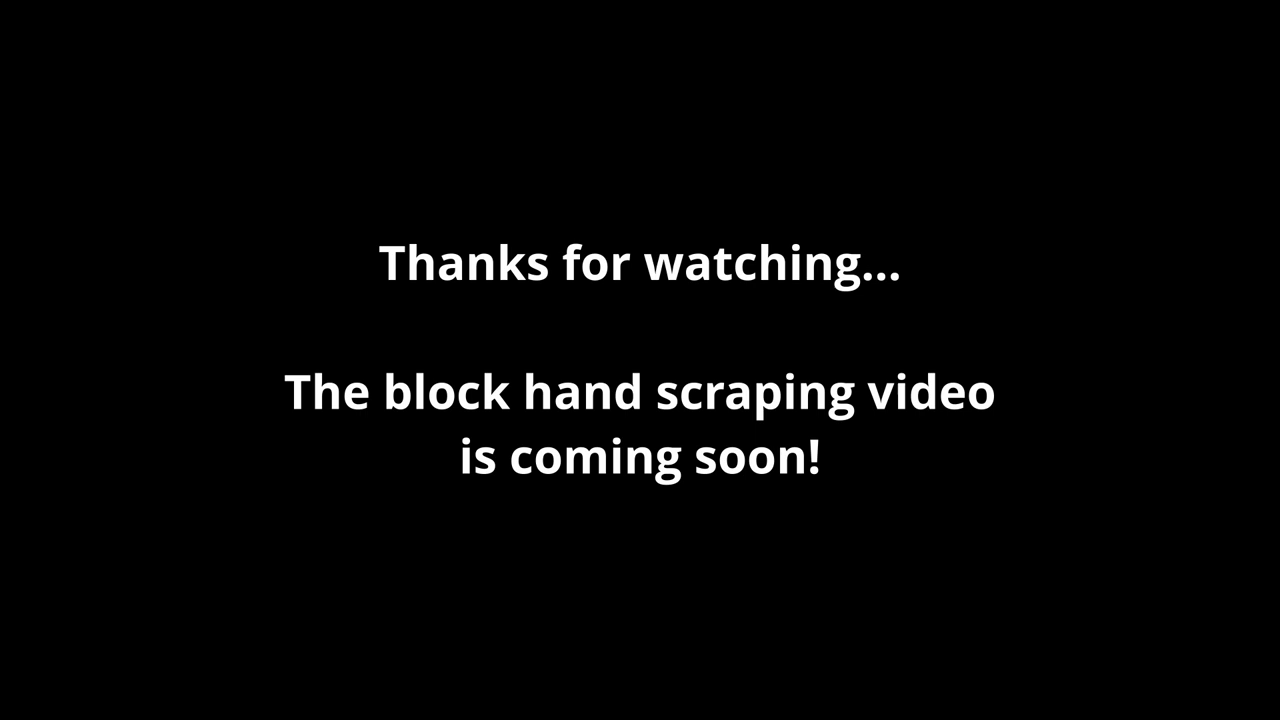 Thanks for watching...
The block hand scraping video
is coming soon!